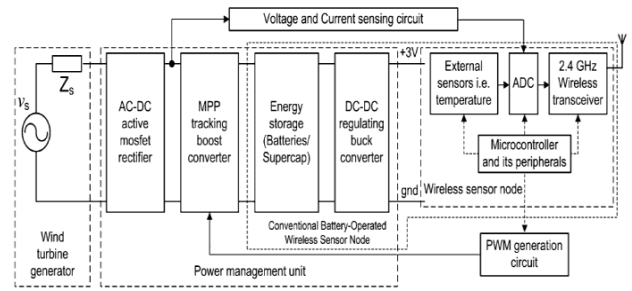 Voltage and Current sensing circuit
Zs
vs
AC-DC
active
mosfet
rectifier
MPP
tracking
boost
converter
Energy
storage
(Batteries/
Supercap)
DC-DC
regulating
buck
converter
+3V
gnd
External
sensors i.e.
temperature
ADC
2.4 GHz
Wireless
transceiver
Microcontroller
and its peripherals
Wireless sensor node
Conventional Battery-Operated
Wireless Sensor Node
Wind
turbine
generator
Power management unit
PWM generation
circuit